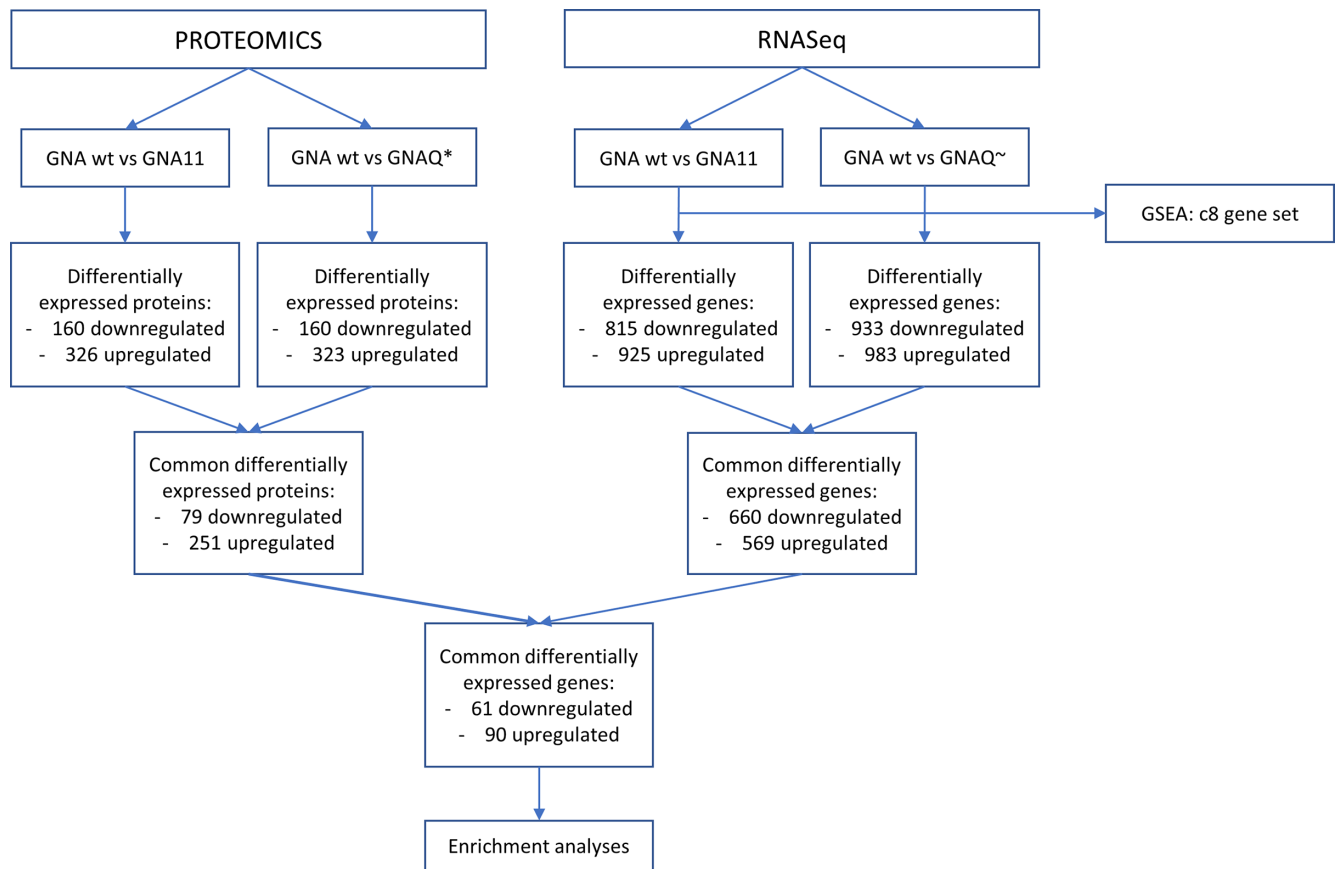 PROTEOMICS
RNASeq
GNA wt vs GNA11
GNA wt vs GNAQ*
GNA wt vs GNA11
GNA wt vs GNAQ~
GSEA: c8 gene set
Differentially
expressed proteins:
- 160 downregulated
- 326 upregulated
Differentially
expressed proteins:
- 160 downregulated
- 323 upregulated
Differentially
expressed genes:
- 815 downregulated
- 925 upregulated
Differentially
expressed genes:
- 933 downregulated
- 983 upregulated
Common differentially
expressed proteins:
- 79 downregulated
- 251 upregulated
Common differentially
expressed genes:
- 660 downregulated
- 569 upregulated
Common differentially
expressed genes:
- 61 downregulated
- 90 upregulated
Enrichment analyses